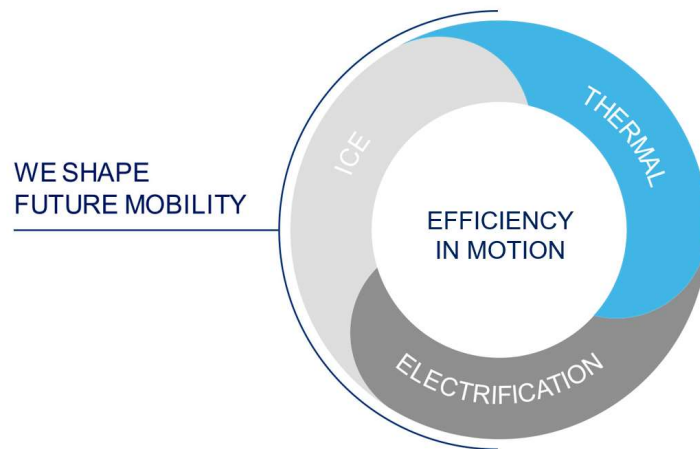 WE SHAPE
FUTURE MOBILITY
ICE
THERMAL
EFFICIENCY
IN MOTION
ELECTRIFICATION